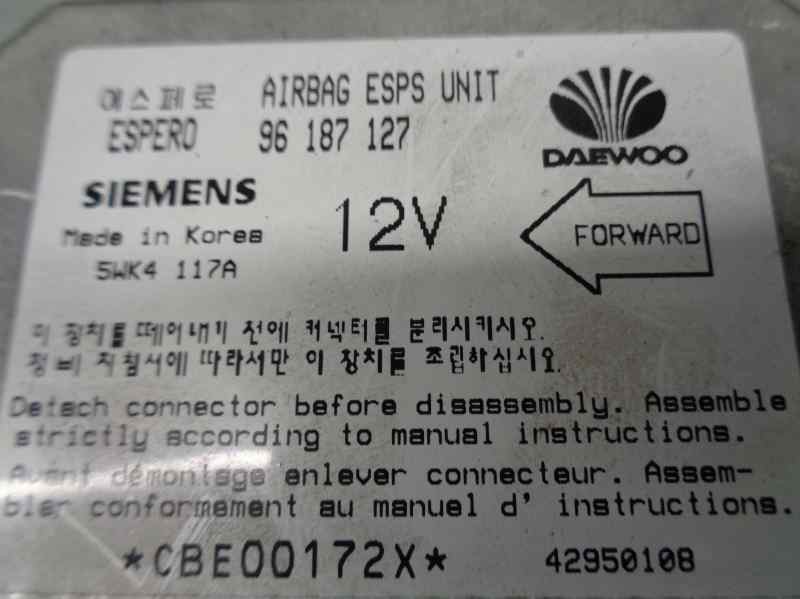 에스페로 AIRBAG ESPS UNIT
ESPERO 96 187 127
DAEWOO
SIEMENS 12V
FORWARD
Made in Korea
5WK4 117A
이 장치를 떼어내기 전에 커넥터를 분리시키시오.
정비 지침서에 따라서만 이 장치를 조립하십시요.
Detach connector before disassembly. Assemble
strictly according to manual instructions.
Avant démontage enlever connecteur. Assem-
bler conformement au manuel d' instructions.
*CBE00172X* 42950108